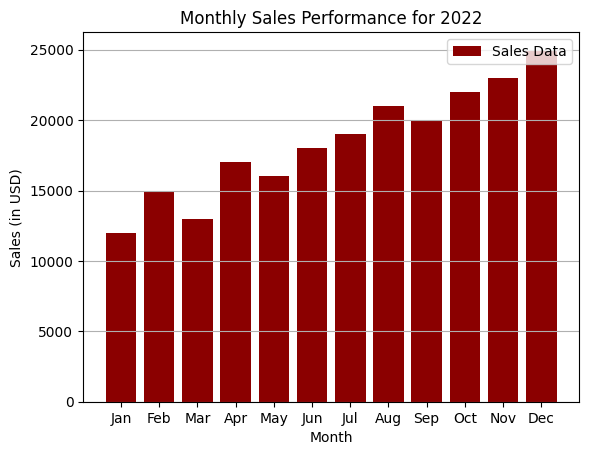 Monthly Sales Performance for 2022
Sales Data
25000
20000
15000
10000
5000
0
Sales (in USD)
Jan Feb Mar Apr May Jun Jul Aug Sep Oct Nov Dec
Month